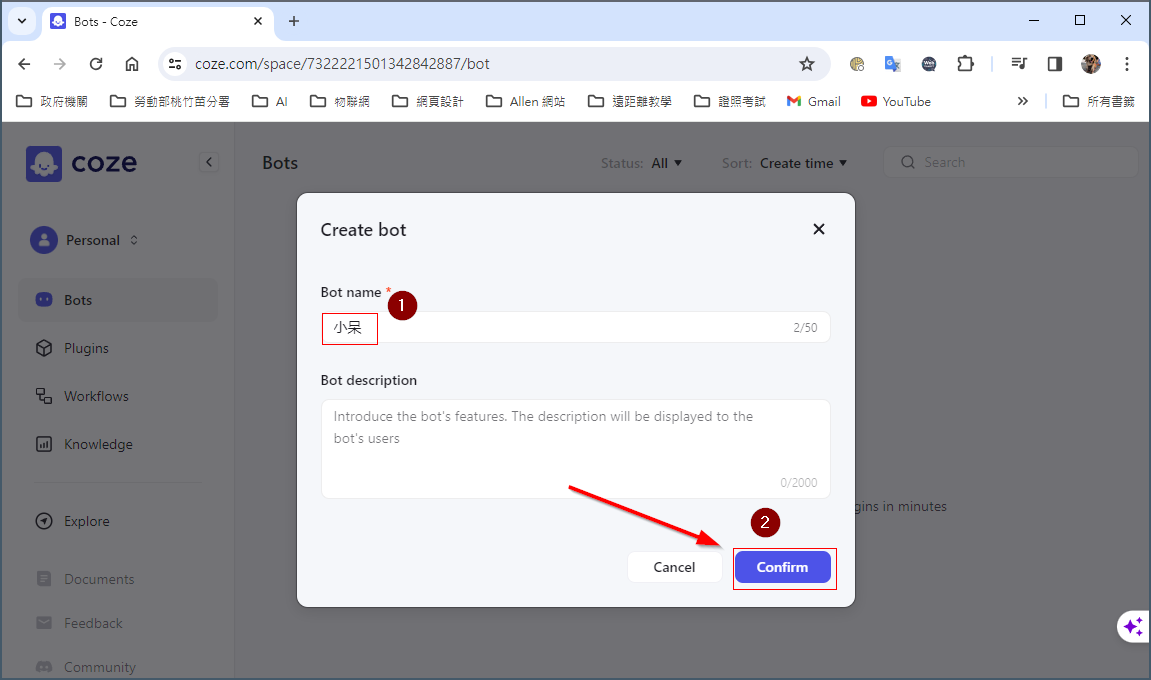 Bots - Coze
coze.com/space/7322221501342842887/bot
政府機關 勞動部桃竹苗分署 AI 物聯網 網頁設計 Allen 網站 遠距離教學 證照考試 Gmail YouTube 所有書籤
coze
Bots
Status: All
Sort: Create time
Search
Personal
Bots
Plugins
Workflows
Knowledge
Explore
Documents
Feedback
Community
Create bot
Bot name *
1
小呆
2/50
Bot description
Introduce the bot's features. The description will be displayed to the
bot's users
0/2000
gins in minutes
2
Cancel
Confirm